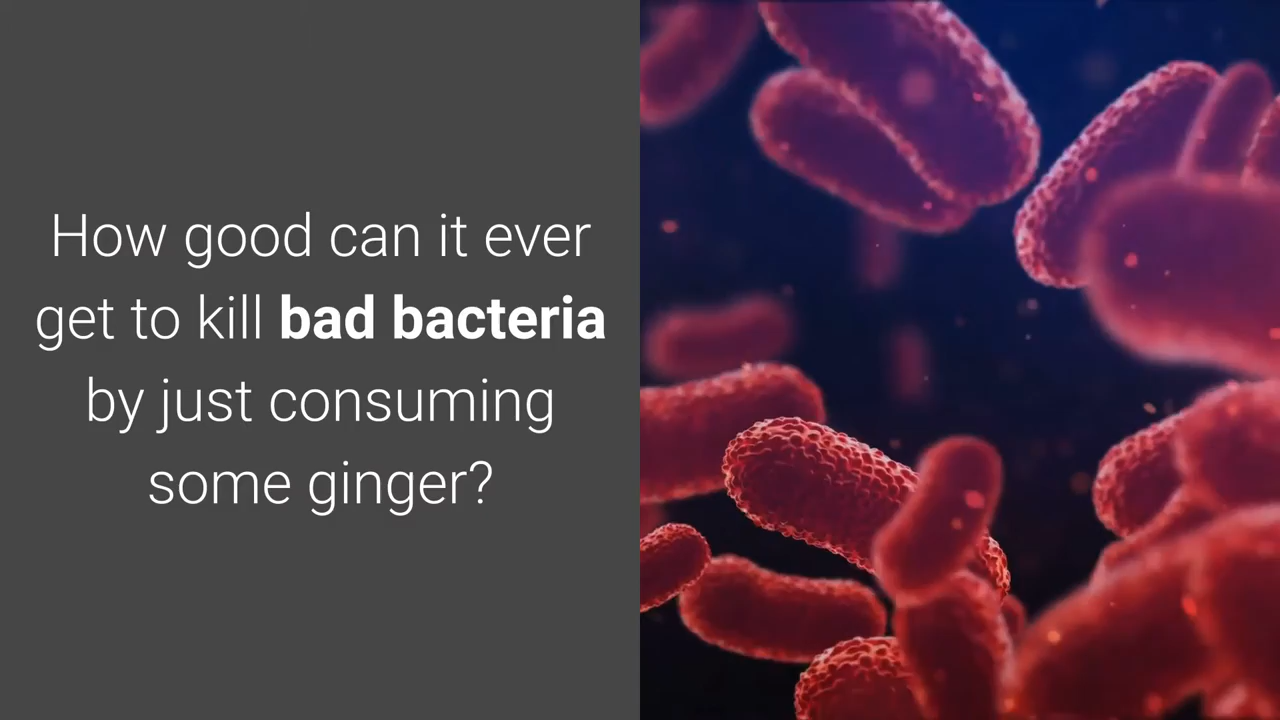 How good can it ever
get to kill bad bacteria
by just consuming
some ginger?